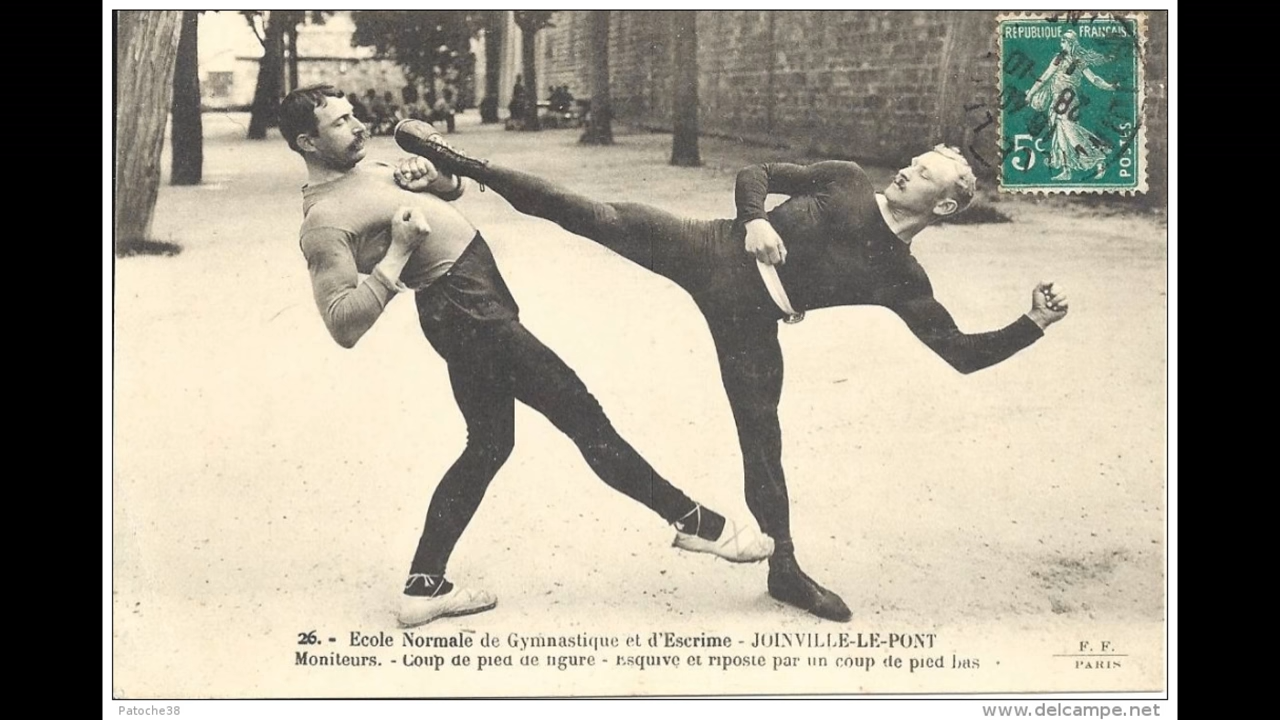 RÉPUBLIQUE FRANÇAISE
5c
POSTES
26. - Ecole Normale de Gymnastique et d'Escrime - JOINVILLE-LE-PONT
Moniteurs. - Coup de pied de figure - Esquive et riposte par un coup de pied bas
F. F.
PARIS
Patoche38
www.delcampe.net